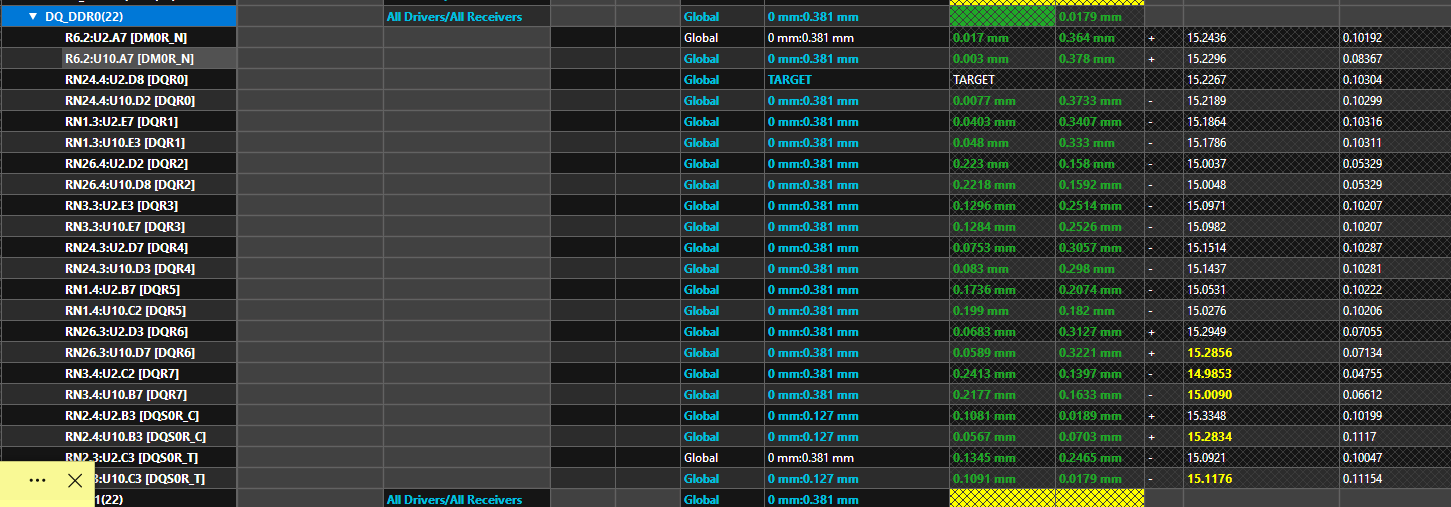 ▼ DQ_DDR0(22) All Drivers/All Receivers Global 0 mm:0.381 mm 0.0179 mm
R6.2:U2.A7 [DM0R_N] Global 0 mm:0.381 mm 0.017 mm 0.364 mm + 15.2436 0.10192
R6.2:U10.A7 [DM0R_N] Global 0 mm:0.381 mm 0.003 mm 0.378 mm + 15.2296 0.08367
RN24.4:U2.D8 [DQR0] Global TARGET TARGET 15.2267 0.10304
RN24.4:U10.D2 [DQR0] Global 0 mm:0.381 mm 0.0077 mm 0.3733 mm - 15.2189 0.10299
RN1.3:U2.E7 [DQR1] Global 0 mm:0.381 mm 0.0403 mm 0.3407 mm - 15.1864 0.10316
RN1.3:U10.E3 [DQR1] Global 0 mm:0.381 mm 0.048 mm 0.333 mm - 15.1786 0.10311
RN26.4:U2.D2 [DQR2] Global 0 mm:0.381 mm 0.223 mm 0.158 mm - 15.0037 0.05329
RN26.4:U10.D8 [DQR2] Global 0 mm:0.381 mm 0.2218 mm 0.1592 mm - 15.0048 0.05329
RN3.3:U2.E3 [DQR3] Global 0 mm:0.381 mm 0.1296 mm 0.2514 mm - 15.0971 0.10207
RN3.3:U10.E7 [DQR3] Global 0 mm:0.381 mm 0.1284 mm 0.2526 mm - 15.0982 0.10207
RN24.3:U2.D7 [DQR4] Global 0 mm:0.381 mm 0.0753 mm 0.3057 mm - 15.1514 0.10287
RN24.3:U10.D3 [DQR4] Global 0 mm:0.381 mm 0.083 mm 0.298 mm - 15.1437 0.10281
RN1.4:U2.B7 [DQR5] Global 0 mm:0.381 mm 0.1736 mm 0.2074 mm - 15.0531 0.10222
RN1.4:U10.C2 [DQR5] Global 0 mm:0.381 mm 0.199 mm 0.182 mm - 15.0276 0.10206
RN26.3:U2.D3 [DQR6] Global 0 mm:0.381 mm 0.0683 mm 0.3127 mm + 15.2949 0.07055
RN26.3:U10.D7 [DQR6] Global 0 mm:0.381 mm 0.0589 mm 0.3221 mm + 15.2856 0.07134
RN3.4:U2.C2 [DQR7] Global 0 mm:0.381 mm 0.2413 mm 0.1397 mm - 14.9853 0.04755
RN3.4:U10.B7 [DQR7] Global 0 mm:0.381 mm 0.2177 mm 0.1633 mm - 15.0090 0.06612
RN2.4:U2.B3 [DQS0R_C] Global 0 mm:0.127 mm 0.1081 mm 0.0189 mm + 15.3348 0.10199
RN2.4:U10.B3 [DQS0R_C] Global 0 mm:0.127 mm 0.0567 mm 0.0703 mm + 15.2834 0.1117
RN2.3:U2.C3 [DQS0R_T] Global 0 mm:0.381 mm 0.1345 mm 0.2465 mm - 15.0921 0.10047
3:U10.C3 [DQS0R_T] Global 0 mm:0.127 mm 0.1091 mm 0.0179 mm - 15.1176 0.11154
1(22) All Drivers/All Receivers Global 0 mm:0.381 mm